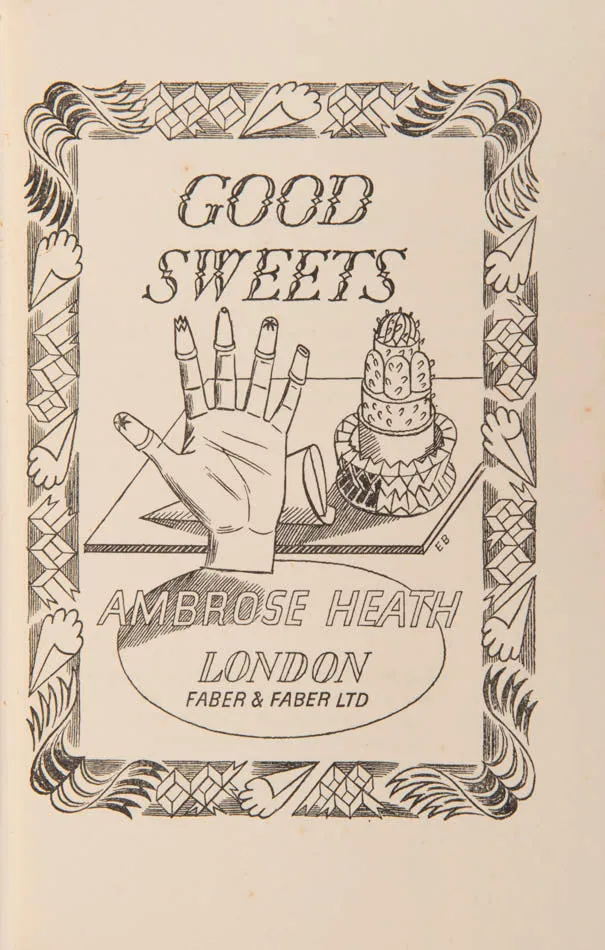 GOOD
SWEETS
EB
AMBROSE HEATH
LONDON
FABER & FABER LTD